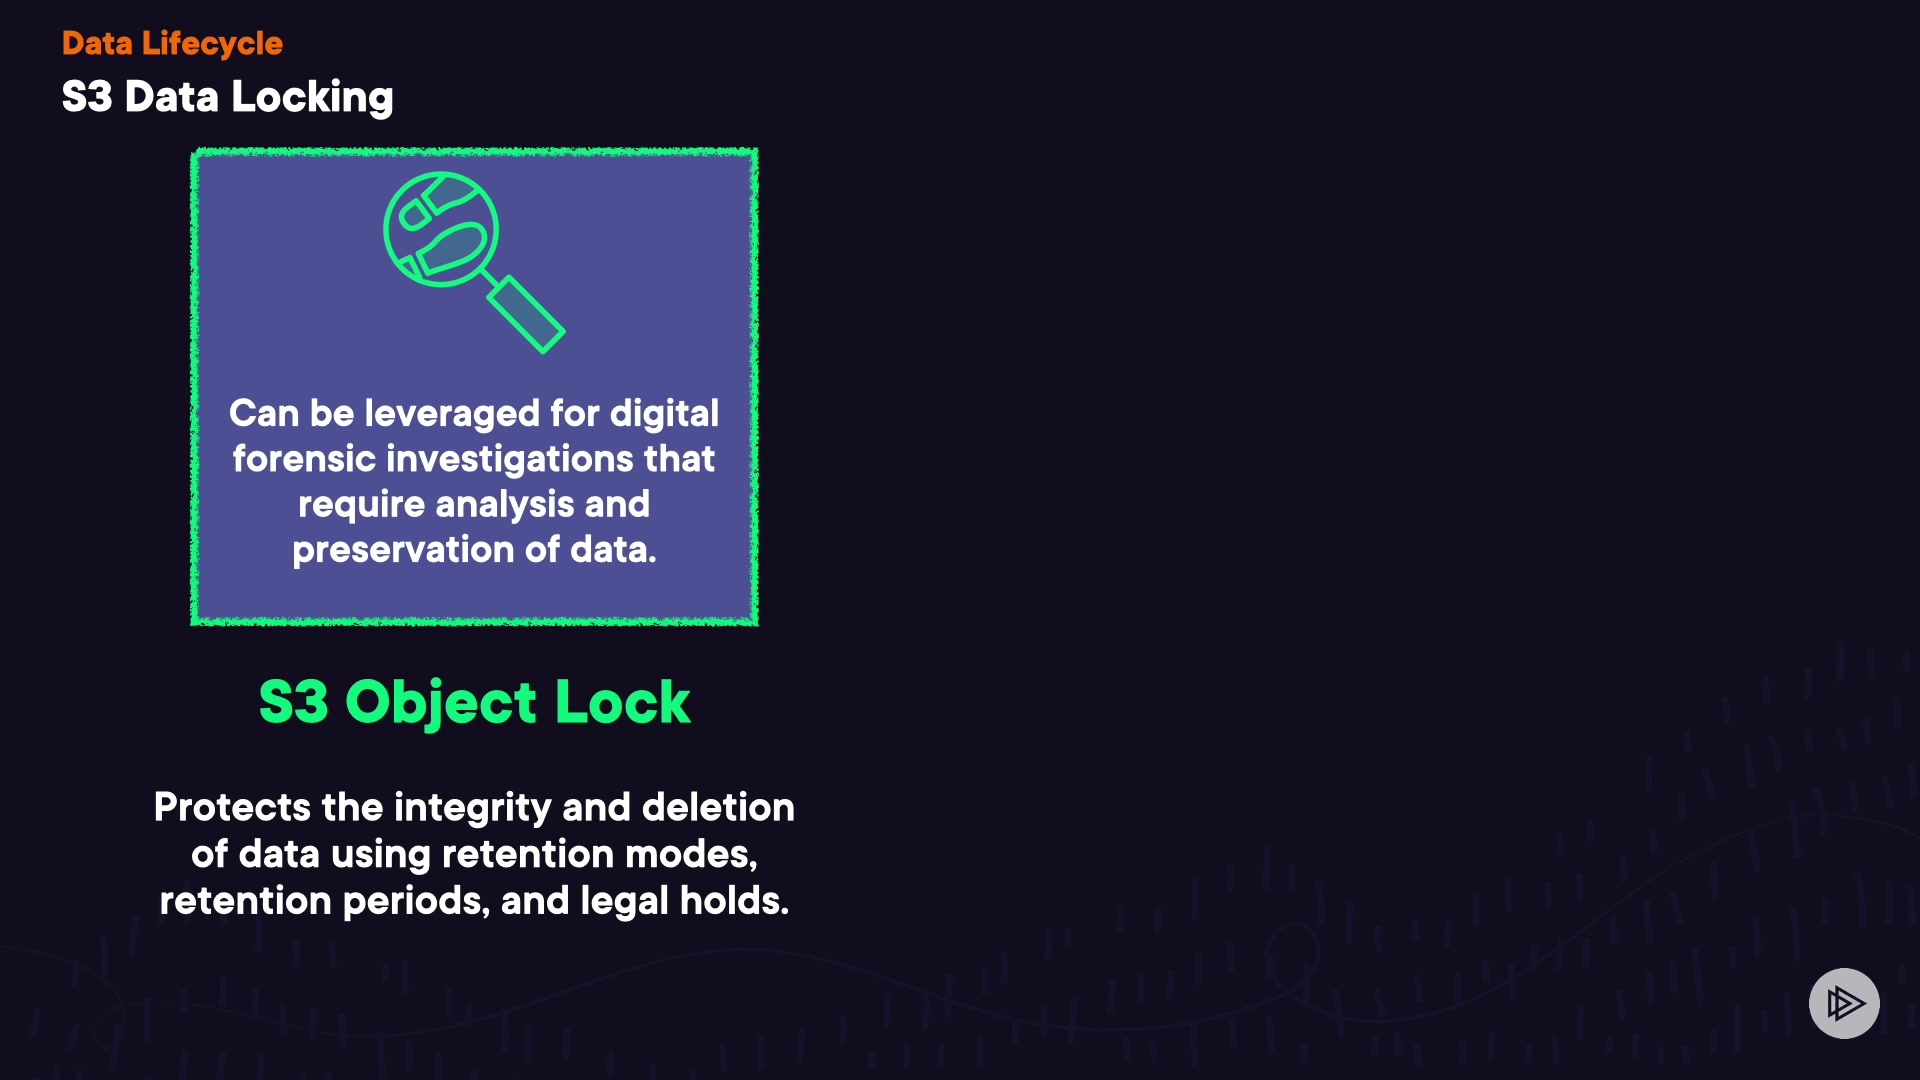 Data Lifecycle
S3 Data Locking
Can be leveraged for digital
forensic investigations that
require analysis and
preservation of data.
S3 Object Lock
Protects the integrity and deletion
of data using retention modes,
retention periods, and legal holds.